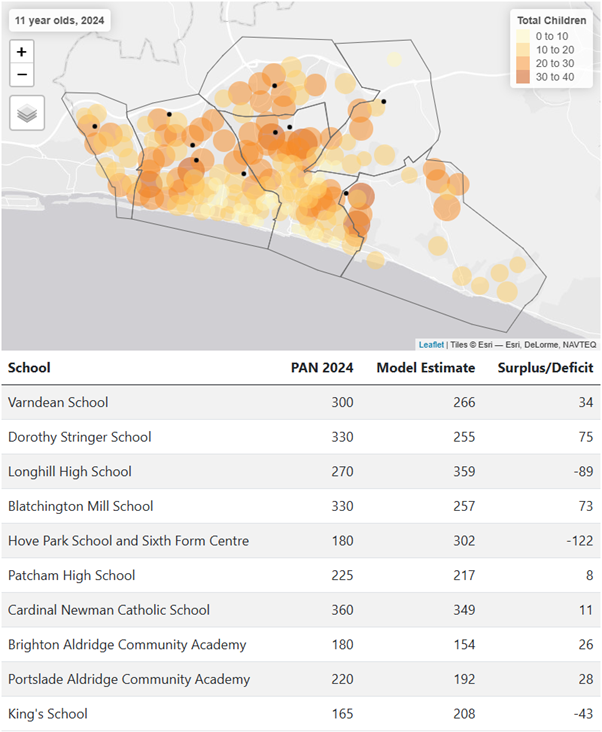 11 year olds, 2024
+
−
Total Children
0 to 10
10 to 20
20 to 30
30 to 40
Leaflet | Tiles © Esri — Esri, DeLorme, NAVTEQ
School PAN 2024 Model Estimate Surplus/Deficit
Varndean School 300 266 34
Dorothy Stringer School 330 255 75
Longhill High School 270 359 -89
Blatchington Mill School 330 257 73
Hove Park School and Sixth Form Centre 180 302 -122
Patcham High School 225 217 8
Cardinal Newman Catholic School 360 349 11
Brighton Aldridge Community Academy 180 154 26
Portslade Aldridge Community Academy 220 192 28
King's School 165 208 -43